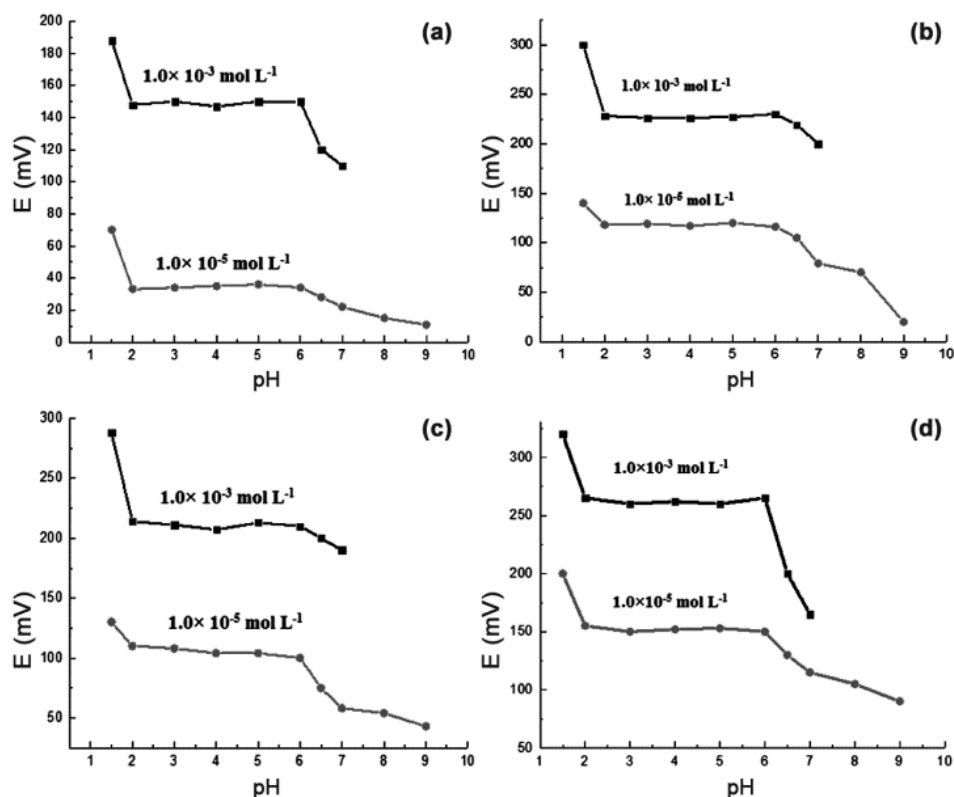 (a)
200
180
160
140
120
100
80
60
40
20
0
E (mV)
1.0× 10⁻³ mol L⁻¹
1.0× 10⁻⁵ mol L⁻¹
1 2 3 4 5 6 7 8 9 10
pH
(b)
300
250
200
150
100
50
0
E (mV)
1.0× 10⁻³ mol L⁻¹
1.0× 10⁻⁵ mol L⁻¹
1 2 3 4 5 6 7 8 9 10
pH
(c)
300
250
200
150
100
50
E (mV)
1.0× 10⁻³ mol L⁻¹
1.0× 10⁻⁵ mol L⁻¹
1 2 3 4 5 6 7 8 9 10
pH
(d)
300
250
200
150
100
50
E (mV)
1.0×10⁻³ mol L⁻¹
1.0×10⁻⁵ mol L⁻¹
1 2 3 4 5 6 7 8 9 10
pH